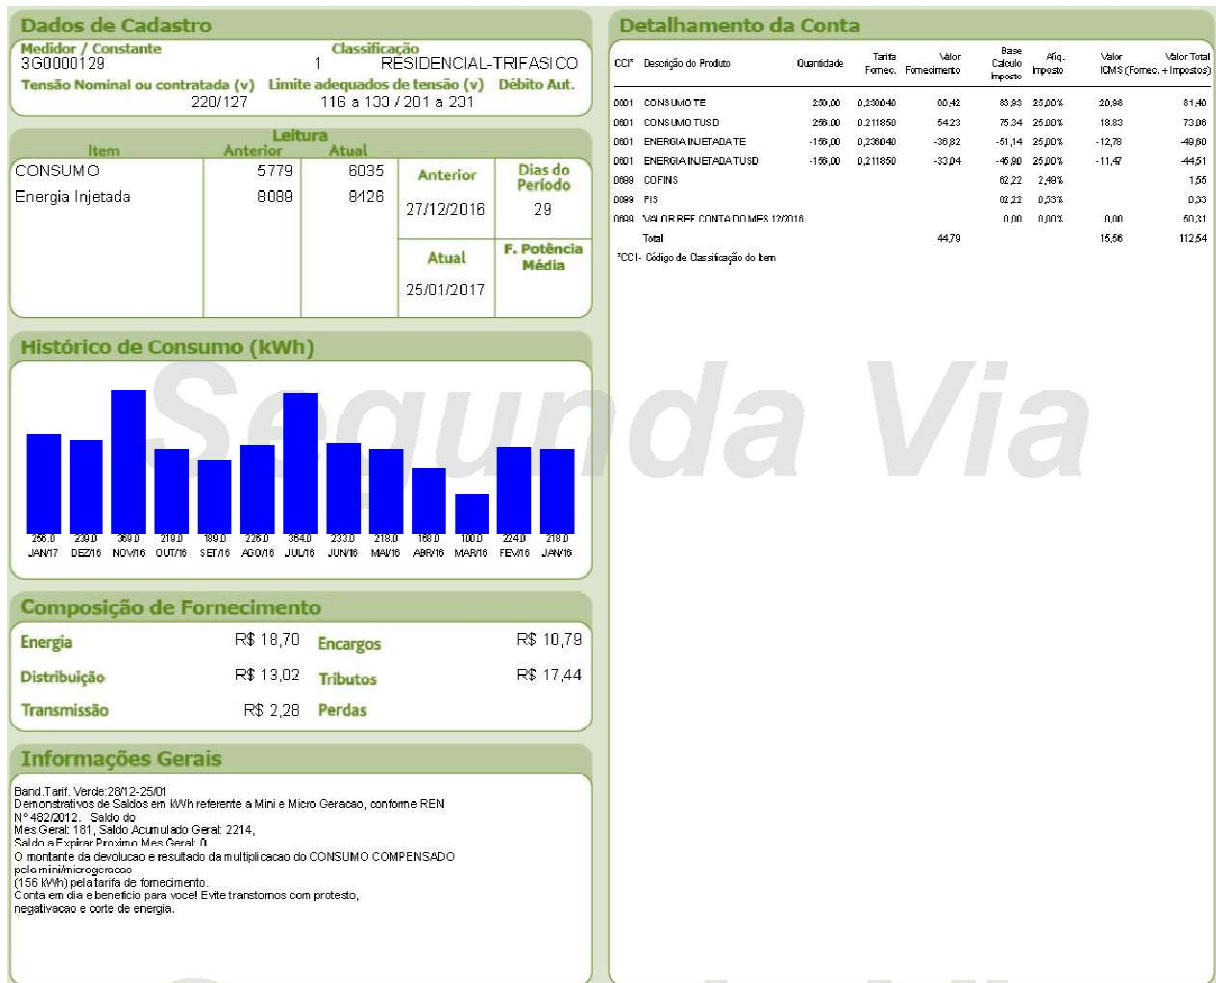 Dados de Cadastro
Medidor / Constante Classificação
3G0000129 1 RESIDENCIAL-TRIFASICO
Tensão Nominal ou contratada (v) Limite adequados de tensão (v) Débito Aut.
220/127 116 a 133 / 201 a 231
Leitura
Item Anterior Atual
CONSUMO 5779 6035
Energia Injetada 8088 8426
Anterior Dias do Período
27/12/2016 29
Atual F. Potência Média
25/01/2017
Histórico de Consumo (kWh)
256.0 239.0 369.0 219.0 189.0 226.0 364.0 233.0 218.0 168.0 100.0 224.0 218.0
JAN/17 DEZ/16 NOV/16 OUT/16 SET/16 AGO/16 JUL/16 JUN/16 MAI/16 ABR/16 MAR/16 FEV/16 JAN/16
Composição de Fornecimento
Energia R$ 18,70 Encargos R$ 10,79
Distribuição R$ 13,02 Tributos R$ 17,44
Transmissão R$ 2,28 Perdas
Informações Gerais
Band.Tarif. Verde:28/12-25/01
Demonstrativos de Saldos em kWh referente a Mini e Micro Geracao, conforme REN
Nº 482/2012. Saldo do
Mes Geral: 181, Saldo Acumulado Geral: 2214,
Saldo a Expirar Proximo Mes Geral: 0
O montante da devolucao e resultado da multiplicacao do CONSUMO COMPENSADO
pela mini/microgeracao
(156 kWh) pela tarifa de fornecimento.
Conta em dia e beneficio para voce! Evite transtornos com protesto,
negativacao e corte de energia.
Detalhamento da Conta
CCI* Descrição do Produto Quantidade Tarifa Fornec. Valor Fornecimento Base Calculo Imposto Aliq. Imposto Valor ICMS Valor Total (Fornec. + Impostos)
0601 CONSUMO TE 25,00% 20,98 81,40
0601 CONSUMO TUSD 256.00 0.211850 54.23 75.34 25.00% 18.83 73.06
0601 ENERGIA INJETADA TE -156,00 0,236040 -36,82 -51,14 25,00% -12,78 -49,60
0601 ENERGIA INJETADA TUSD -156,00 0,211850 -33,04 -45,90 25,00% -11,47 -44,51
0699 COFINS 62,22 2,49% 1,55
0699 PIS 62,22 0,53% 0,33
0699 VALOR REF. CONTA DO MES 12/2016 0,00 0,00% 0,00 50,31
Total 44,79 15,56 112,54
*CCI- Código de Classificação do Item
Segunda Via